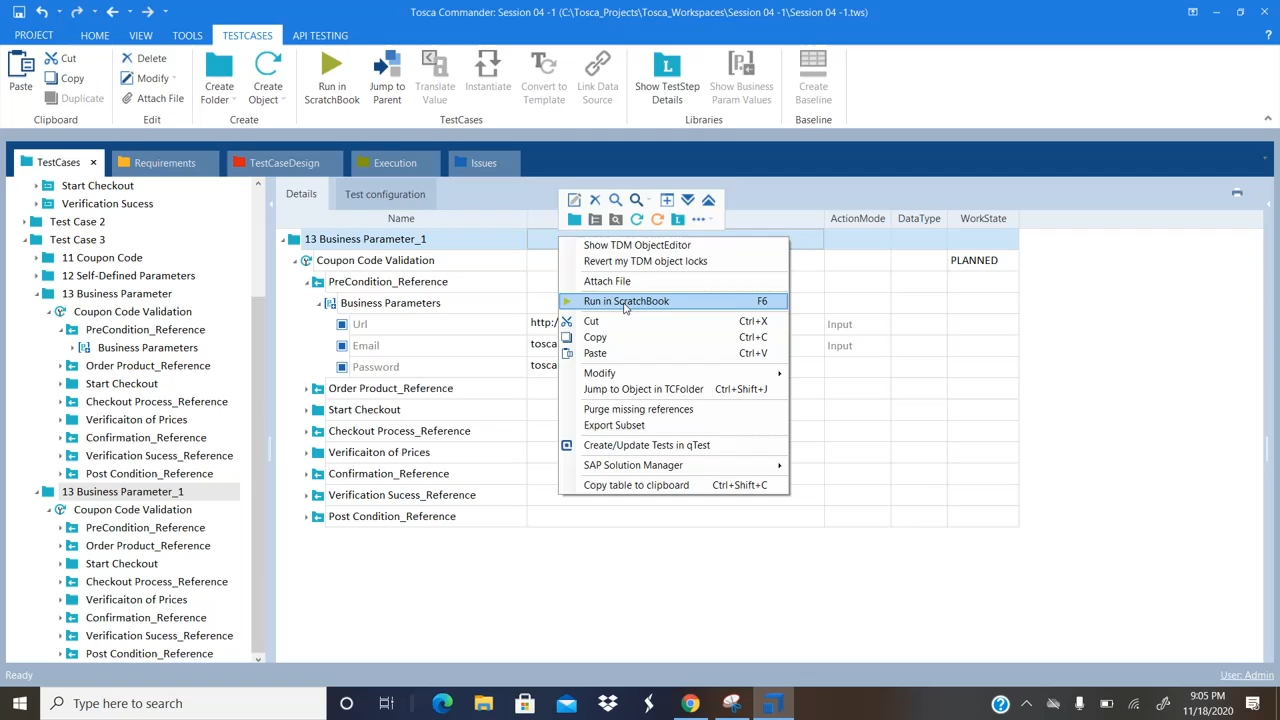 Tosca Commander: Session 04 -1 (C:\Tosca_Projects\Tosca_Workspaces\Session 04 -1\Session 04 -1.tws)
PROJECT HOME VIEW TOOLS TESTCASES API TESTING
Paste
Cut
Copy
Duplicate
Clipboard
Delete
Modify
Attach File
Edit
Create Folder
Create Object
Create
Run in ScratchBook
Jump to Parent
Translate Value
Instantiate
Convert to Template
Link Data Source
TestCases
Show TestStep Details
Show Business Param Values
Libraries
Create Baseline
Baseline
TestCases x Requirements TestCaseDesign Execution Issues
Start Checkout
Verification Sucess
Test Case 2
Test Case 3
11 Coupon Code
12 Self-Defined Parameters
13 Business Parameter
Coupon Code Validation
PreCondition_Reference
Business Parameters
Order Product_Reference
Start Checkout
Checkout Process_Reference
Verificaiton of Prices
Confirmation_Reference
Verification Sucess_Reference
Post Condition_Reference
13 Business Parameter_1
Coupon Code Validation
PreCondition_Reference
Order Product_Reference
Start Checkout
Checkout Process_Reference
Verificaiton of Prices
Confirmation_Reference
Verification Sucess_Reference
Post Condition_Reference
Details Test configuration
Name ActionMode DataType WorkState
13 Business Parameter_1
Coupon Code Validation PLANNED
PreCondition_Reference
Business Parameters
Url http:/ Input
Email tosca Input
Password tosca
Order Product_Reference
Start Checkout
Checkout Process_Reference
Verificaiton of Prices
Confirmation_Reference
Verification Sucess_Reference
Post Condition_Reference
Show TDM ObjectEditor
Revert my TDM object locks
Attach File
Run in ScratchBook F6
Cut Ctrl+X
Copy Ctrl+C
Paste Ctrl+V
Modify
Jump to Object in TCFolder Ctrl+Shift+J
Purge missing references
Export Subset
Create/Update Tests in qTest
SAP Solution Manager
Copy table to clipboard Ctrl+Shift+C
Ready
User: Admin
Type here to search
9:05 PM
11/18/2020